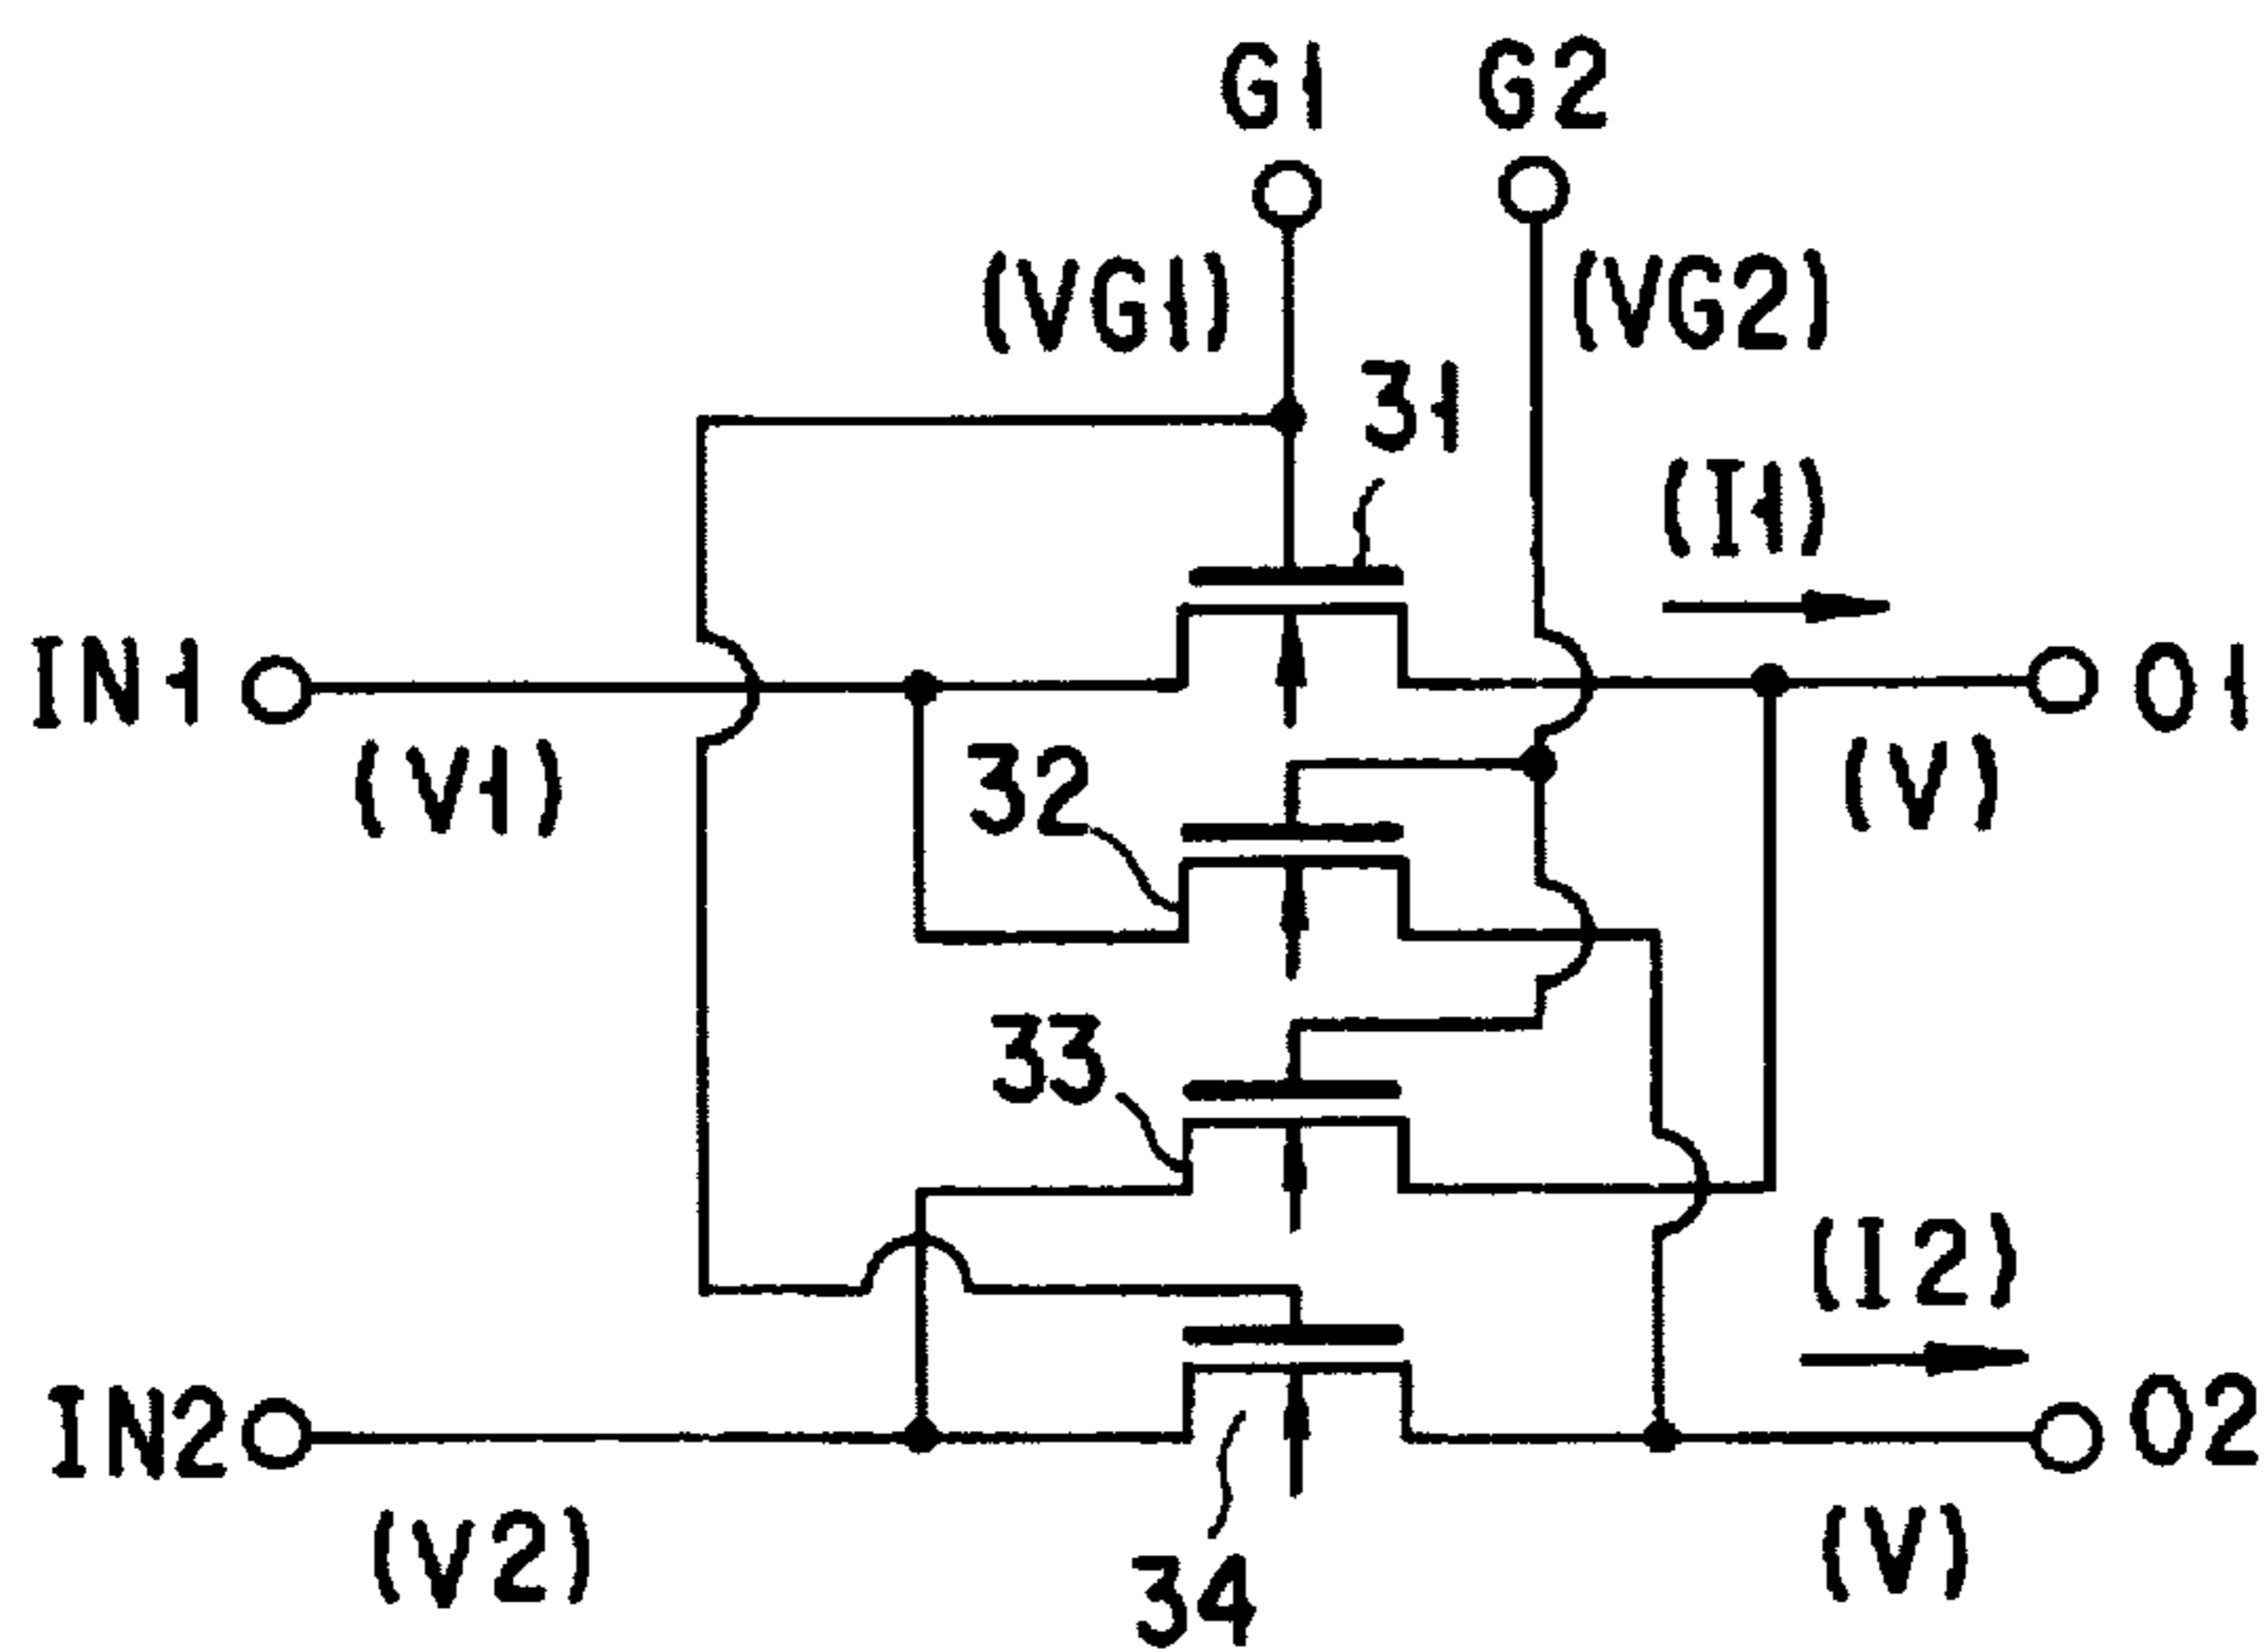 G1 G2
(VG1) (VG2)
31
(I1)
IN1 O1
(V1) 32 (V)
33
(I2)
IN2 O2
(V2) (V)
34